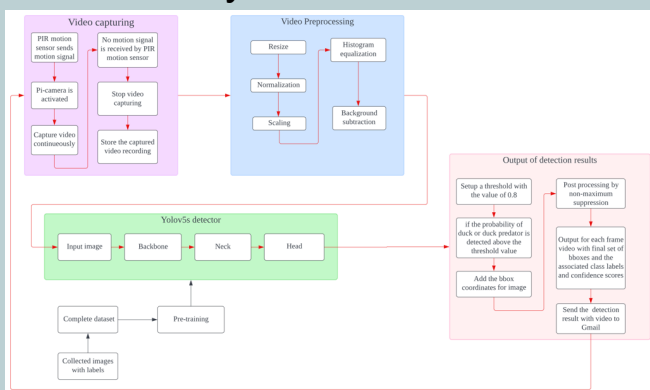 Video capturing
PIR motion
sensor sends
motion signal
Pi-camera is
activated
Capture video
continuously
No motion signal
is received by PIR
motion sensor
Stop video
capturing
Store the captured
video recording
Video Preprocessing
Resize
Normalization
Scaling
Histogram
equalization
Background
subtraction
Yolov5s detector
Input image
Backbone
Neck
Head
Complete dataset
Pre-training
Collected images
with labels
Output of detection results
Setup a threshold with
the value of 0.8
if the probability of
duck or duck predator is
detected above the
threshold value
Add the bbox
coordinates for image
Post processing by
non-maximum
suppression
Output for each frame
video with final set of
bboxes and the
associated class labels
and confidence scores
Send the detection
result with video to
Gmail